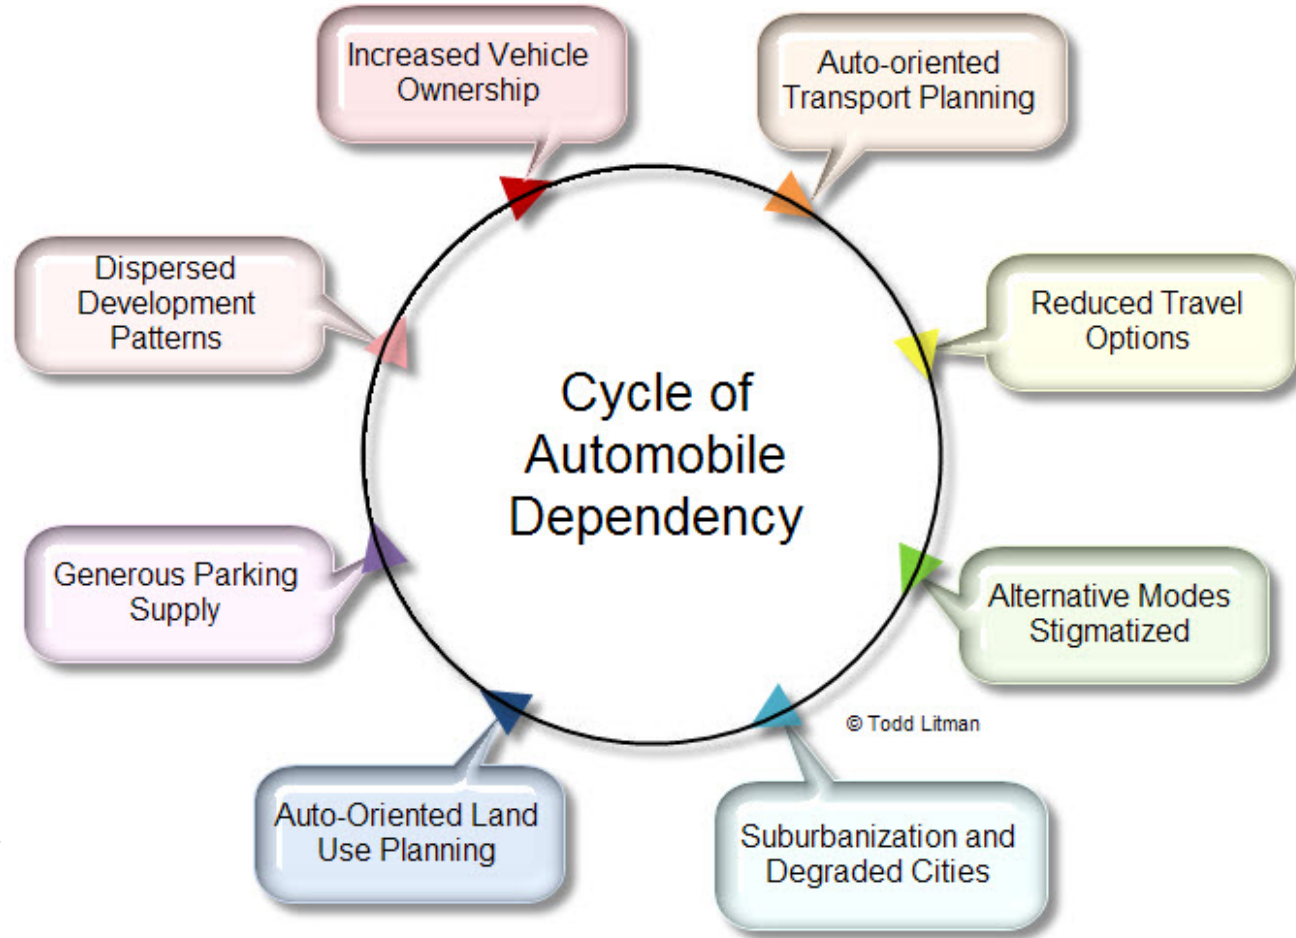 Increased Vehicle
Ownership
Auto-oriented
Transport Planning
Dispersed
Development
Patterns
Reduced Travel
Options
Cycle of
Automobile
Dependency
Generous Parking
Supply
Alternative Modes
Stigmatized
© Todd Litman
Auto-Oriented Land
Use Planning
Suburbanization and
Degraded Cities